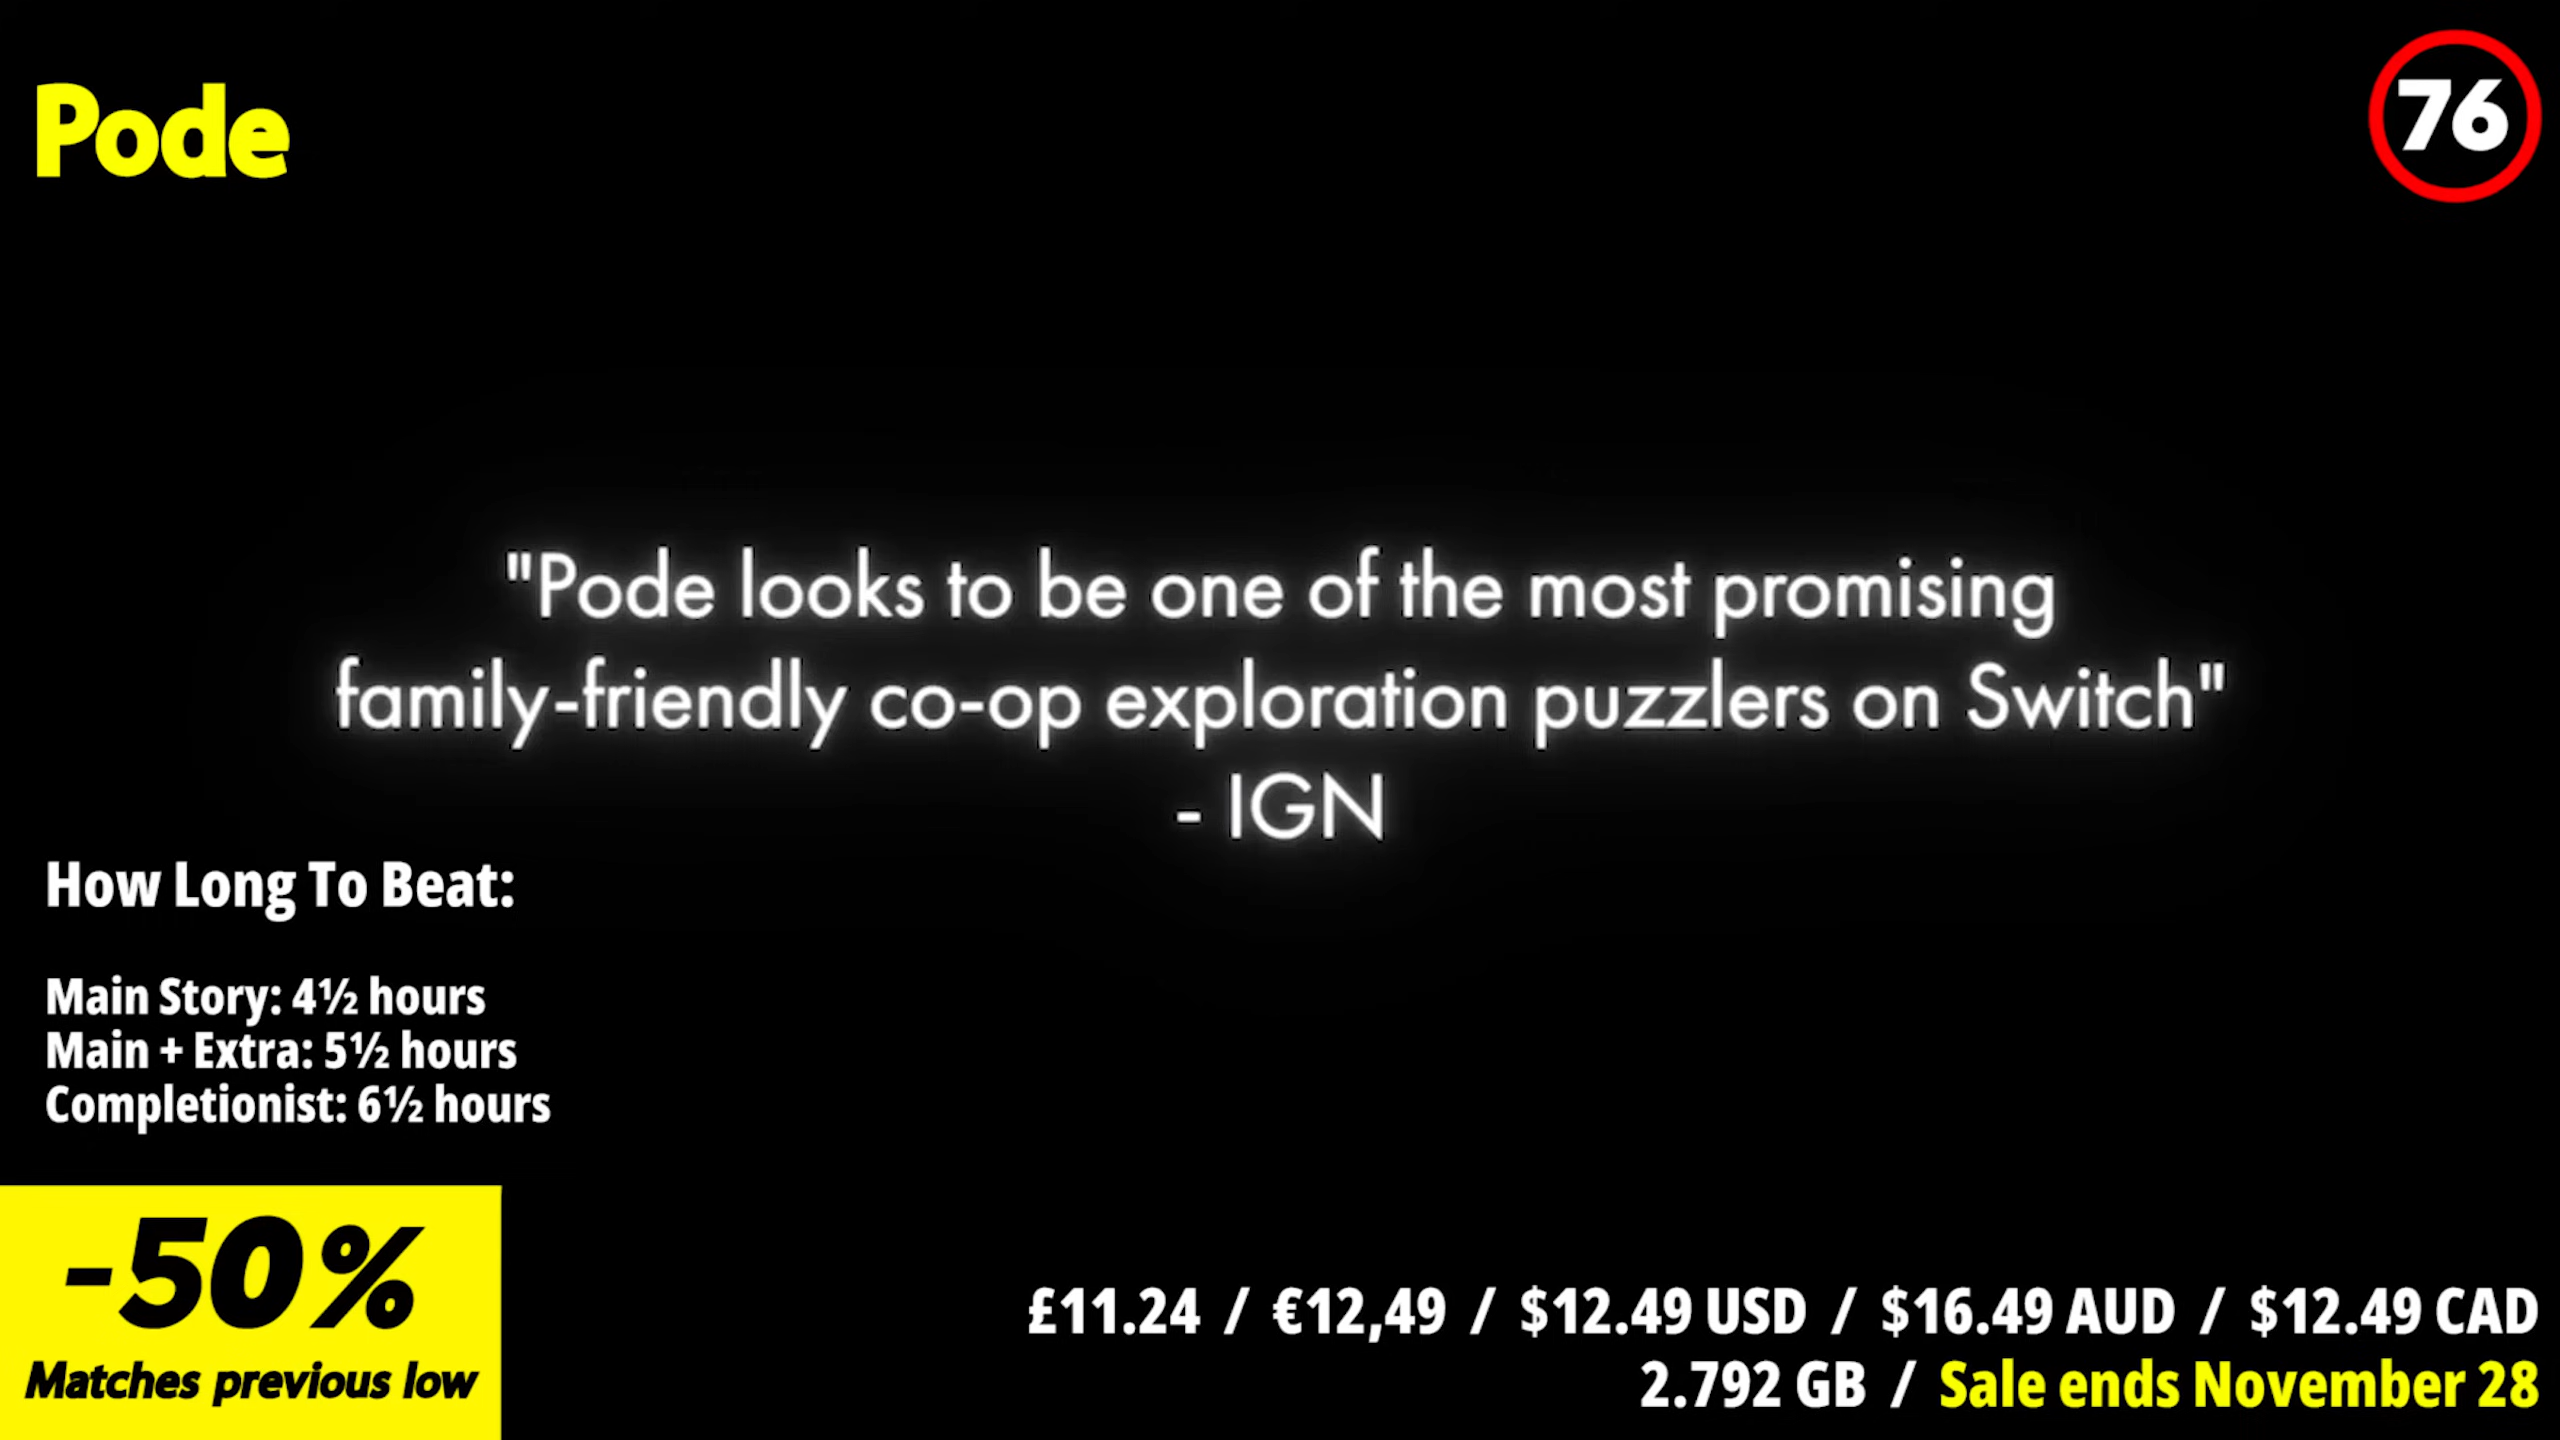 Pode
76
"Pode looks to be one of the most promising
family-friendly co-op exploration puzzlers on Switch"
- IGN
How Long To Beat:
Main Story: 4½ hours
Main + Extra: 5½ hours
Completionist: 6½ hours
-50%
Matches previous low
£11.24 / €12,49 / $12.49 USD / $16.49 AUD / $12.49 CAD
2.792 GB / Sale ends November 28